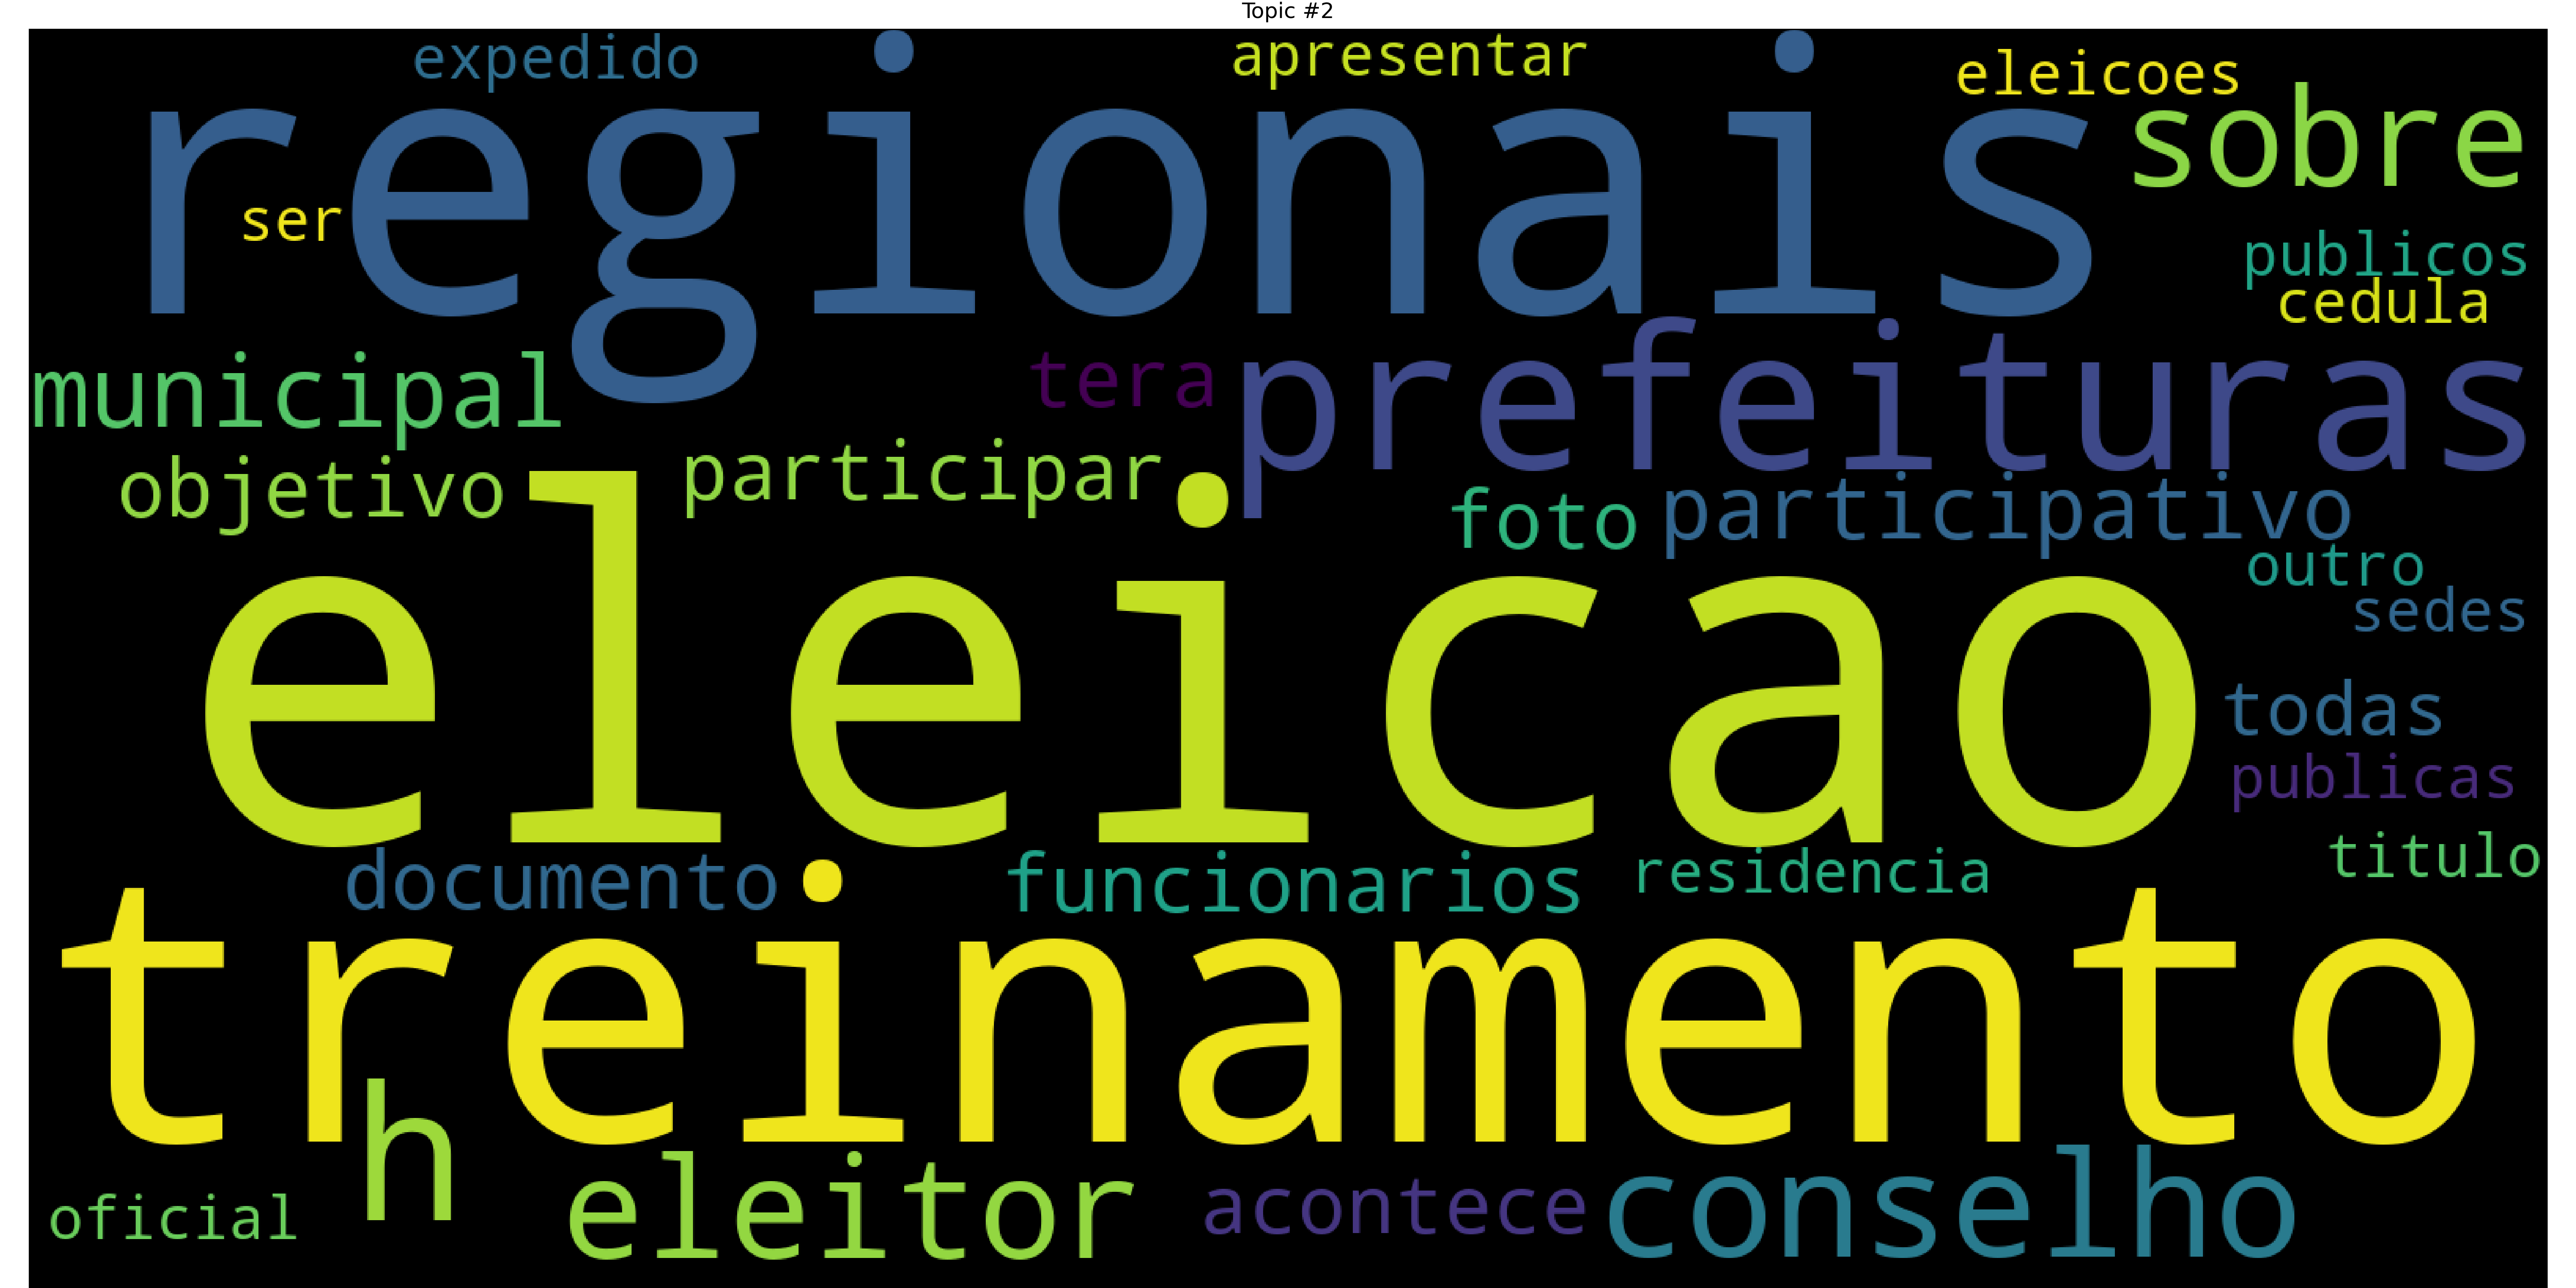 Topic #2
expedido
apresentar
eleicoes
regionais
sobre
ser
publicos
cedula
municipal
tera
prefeituras
objetivo
participar
foto
participativo
outro
sedes
eleicao
todas
publicas
titulo
documento
funcionarios
residencia
treinamento
h
oficial
eleitor
acontece
conselho